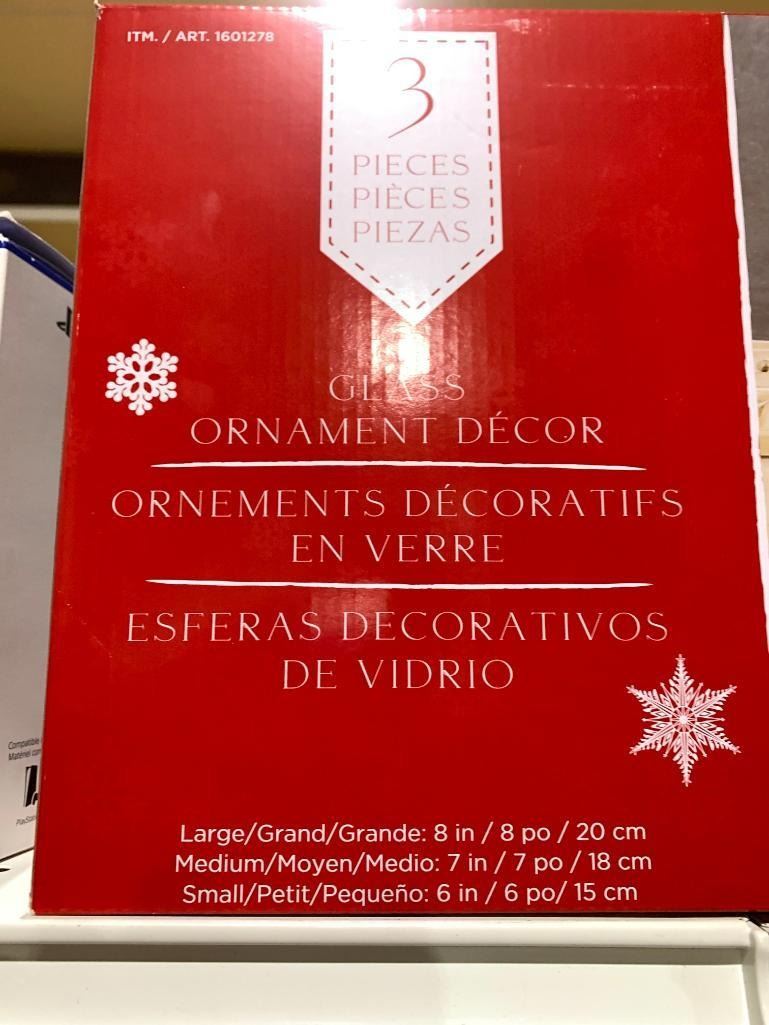 ITM. / ART. 1601278
3
PIECES
PIÈCES
PIEZAS
GLASS
ORNAMENT DÉCOR
ORNEMENTS DÉCORATIFS
EN VERRE
ESFERAS DECORATIVOS
DE VIDRIO
Large/Grand/Grande: 8 in / 8 po / 20 cm
Medium/Moyen/Medio: 7 in / 7 po / 18 cm
Small/Petit/Pequeño: 6 in / 6 po/ 15 cm
Compatible